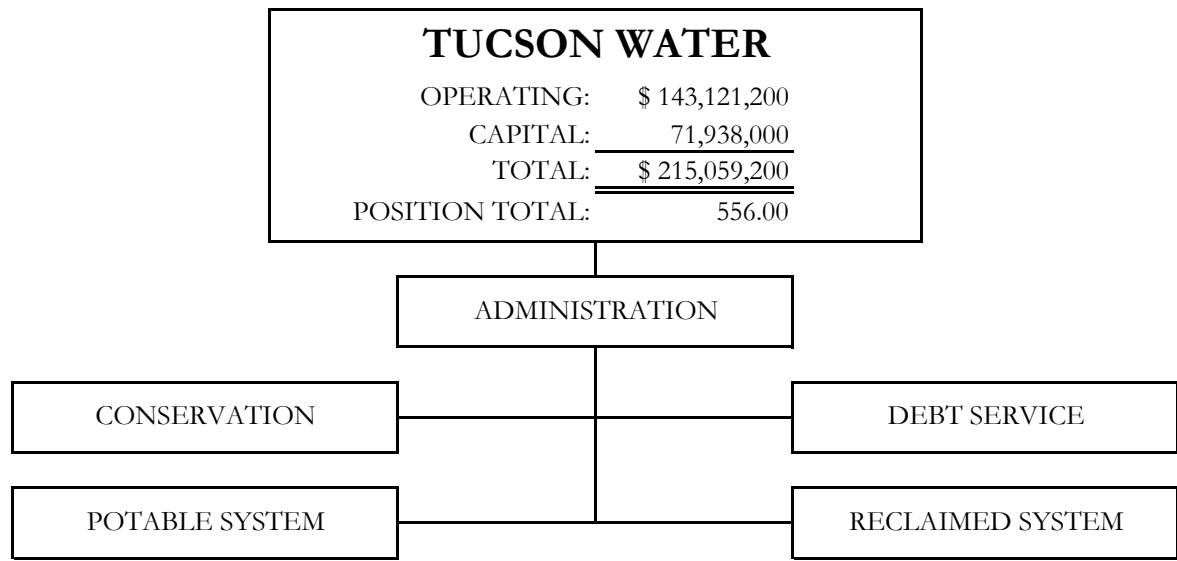 TUCSON WATER
OPERATING: $ 143,121,200
CAPITAL: 71,938,000
TOTAL: $ 215,059,200
POSITION TOTAL: 556.00
ADMINISTRATION
CONSERVATION
DEBT SERVICE
POTABLE SYSTEM
RECLAIMED SYSTEM